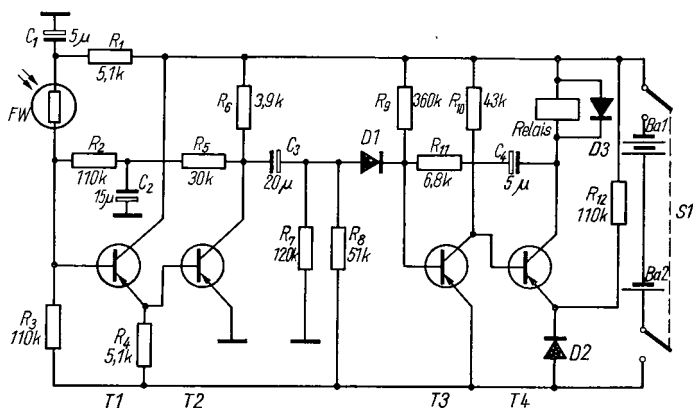 C1
5µ
R1
5,1k
FW
R2
110k
15µ
C2
R5
30k
R6
3,9k
C3
20µ
D1
R7
120k
R8
51k
R9
360k
R10
43k
R11
6,8k
C4
5µ
Relais
D3
Ba1
S1
R12
110k
Ba2
R3
110k
R4
5,1k
D2
T1
T2
T3
T4